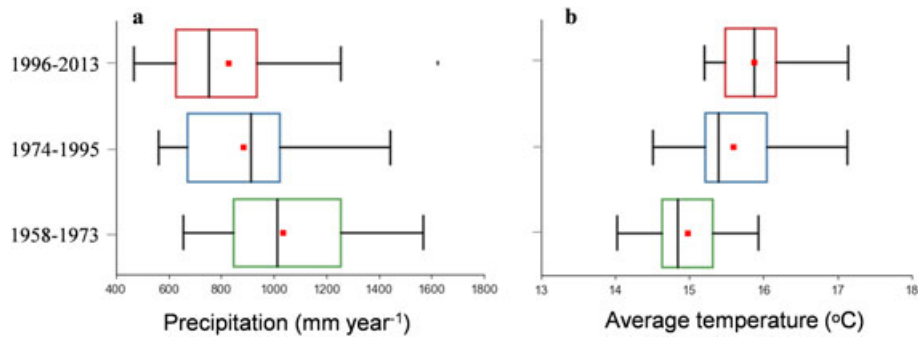 a
b
1996-2013
1974-1995
1958-1973
400 600 800 1000 1200 1400 1600 1800
13 14 15 16 17 18
Precipitation (mm year⁻¹)
Average temperature (ºC)